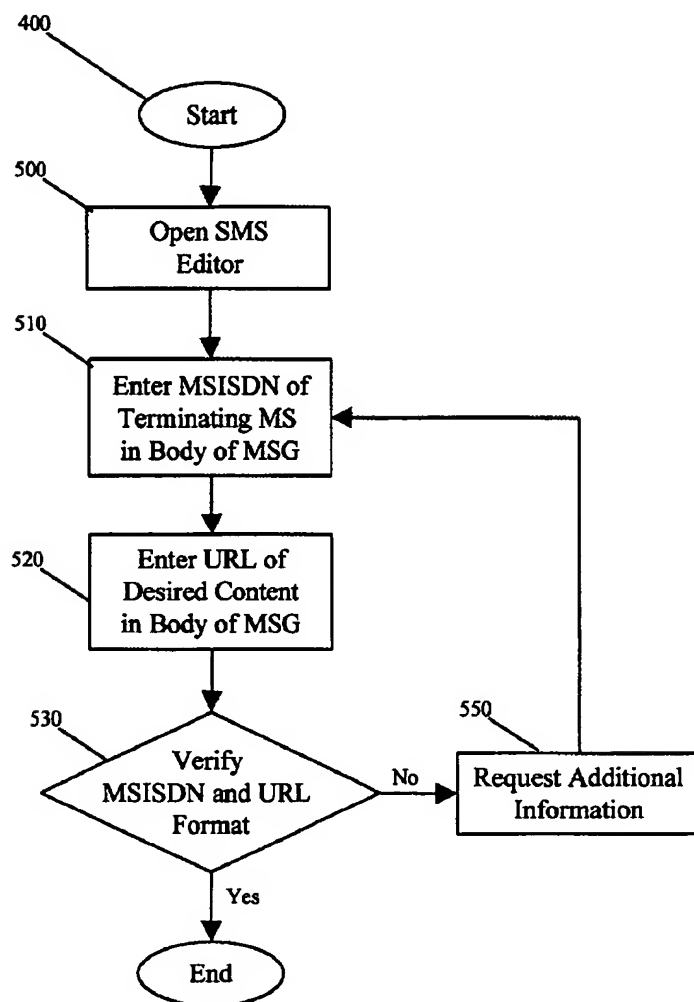 400
Start
500
Open SMS
Editor
510
Enter MSISDN of
Terminating MS
in Body of MSG
520
Enter URL of
Desired Content
in Body of MSG
530
Verify
MSISDN and URL
Format
No
550
Request Additional
Information
Yes
End